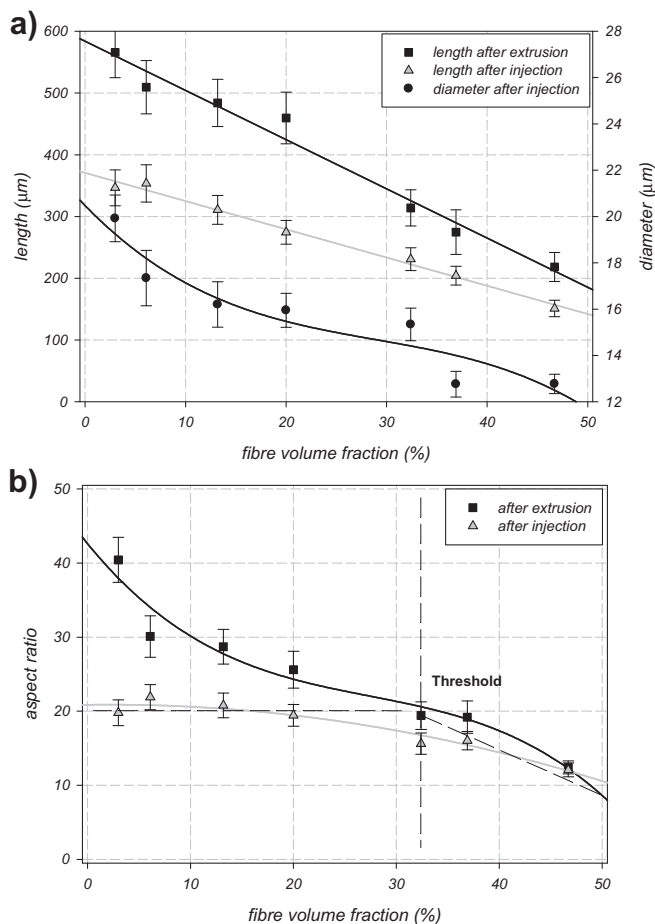 a)
600
500
400
300
200
100
0
length (μm)
28
26
24
22
20
18
16
14
12
diameter (μm)
length after extrusion
length after injection
diameter after injection
0 10 20 30 40 50
fibre volume fraction (%)
b)
50
40
30
20
10
0
aspect ratio
after extrusion
after injection
Threshold
0 10 20 30 40 50
fibre volume fraction (%)